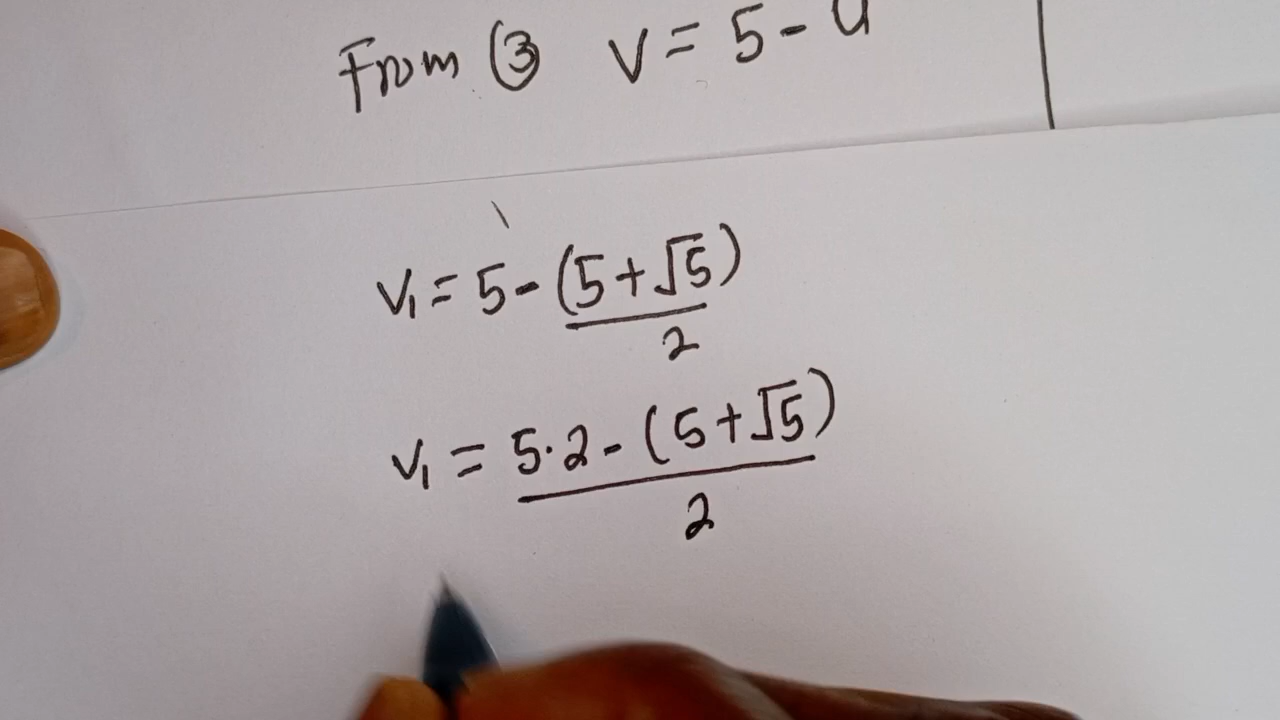 From (3) V = 5 - u
V₁ = 5 - (5 + √5)/2
V₁ = (5·2 - (5 + √5))/2